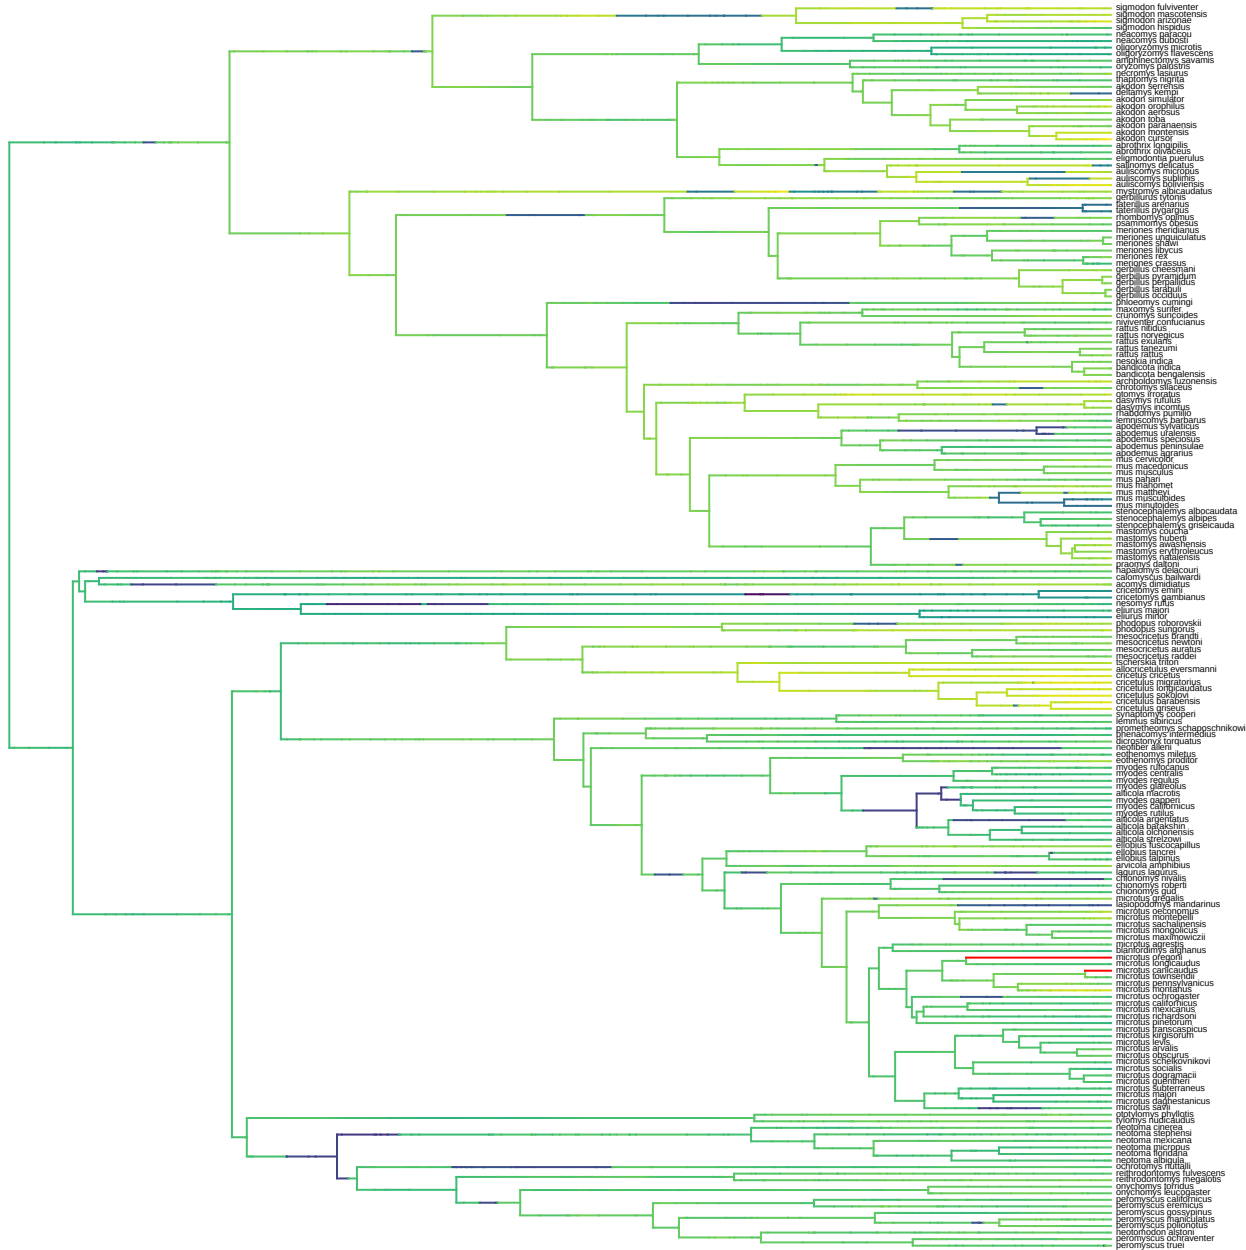 sigmodon fulviventer
sigmodon mascotensis
sigmodon arizonae
sigmodon hispidus
neacomys paracou
neacomys dubosti
oligoryzomys microtis
oligoryzomys flavescens
amphinectomys savamis
oryzomys palustris
necromys lasiurus
thaptomys nigrita
akodon serrensis
deltamys kempi
akodon simulator
akodon orophilus
akodon aerosus
akodon toba
akodon paranaensis
akodon montensis
akodon cursor
abrothrix longipilis
abrothrix olivaceus
eligmodontia puerulus
salinomys delicatus
auliscomys micropus
auliscomys sublimis
auliscomys boliviensis
mystromys albicaudatus
gerbillurus tytonis
taterillus arenarius
taterillus pygargus
rhombomys opimus
psammomys obesus
meriones meridianus
meriones unguiculatus
meriones shawi
meriones libycus
meriones rex
meriones crassus
gerbillus cheesmani
gerbillus pyramidum
gerbillus perpallidus
gerbillus tarabuli
gerbillus occiduus
phloeomys cumingi
maxomys surifer
crunomys suncoides
niviventer confucianus
rattus nitidus
rattus norvegicus
rattus exulans
rattus tanezumi
rattus rattus
nesokia indica
bandicota indica
bandicota bengalensis
archboldomys luzonensis
chrotomys silaceus
otomys irroratus
dasymys rufulus
dasymys incomtus
rhabdomys pumilio
lemniscomys barbarus
apodemus sylvaticus
apodemus uralensis
apodemus speciosus
apodemus peninsulae
apodemus agrarius
mus cervicolor
mus macedonicus
mus musculus
mus pahari
mus mahomet
mus mattheyi
mus musculoides
mus minutoides
stenocephalemys albocaudata
stenocephalemys albipes
stenocephalemys griseicauda
mastomys coucha
mastomys huberti
mastomys awashensis
mastomys erythroleucus
mastomys natalensis
praomys daltoni
hapalomys delacouri
calomyscus bailwardi
acomys dimidiatus
cricetomys emini
cricetomys gambianus
nesomys rufus
eliurus majori
eliurus minor
phodopus roborovskii
phodopus sungorus
mesocricetus brandti
mesocricetus newtoni
mesocricetus auratus
mesocricetus raddei
tscherskia triton
allocricetulus eversmanni
cricetus cricetus
cricetulus migratorius
cricetulus longicaudatus
cricetulus sokolovi
cricetulus barabensis
cricetulus griseus
synaptomys cooperi
lemmus sibiricus
prometheomys schaposchnikowi
phenacomys intermedius
dicrostonyx torquatus
neofiber alleni
eothenomys miletus
eothenomys proditor
myodes rufocanus
myodes centralis
myodes regulus
myodes glareolus
alticola macrotis
myodes gapperi
myodes californicus
myodes rutilus
alticola argentatus
alticola barakshin
alticola olchonensis
alticola strelzowi
ellobius fuscocapillus
ellobius tancrei
ellobius talpinus
arvicola amphibius
lagurus lagurus
chionomys nivalis
chionomys roberti
chionomys gud
microtus gregalis
lasiopodomys mandarinus
microtus oeconomus
microtus montebelli
microtus sachalinensis
microtus mongolicus
microtus maximowiczii
microtus agrestis
blanfordimys afghanus
microtus oregoni
microtus longicaudus
microtus canicaudus
microtus townsendii
microtus pennsylvanicus
microtus montanus
microtus ochrogaster
microtus californicus
microtus mexicanus
microtus richardsoni
microtus pinetorum
microtus transcaspicus
microtus kirgisorum
microtus levis
microtus arvalis
microtus obscurus
microtus schelkovnikovi
microtus socialis
microtus dogramacii
microtus guentheri
microtus subterraneus
microtus majori
microtus daghestanicus
microtus savii
ototylomys phyllotis
tylomys nudicaudus
neotoma cinerea
neotoma stephensi
neotoma mexicana
neotoma micropus
neotoma floridana
neotoma albigula
ochrotomys nuttalli
reithrodontomys fulvescens
reithrodontomys megalotis
onychomys torridus
onychomys leucogaster
peromyscus californicus
peromyscus eremicus
peromyscus gossypinus
peromyscus maniculatus
peromyscus polionotus
neotomodon alstoni
peromyscus ochraventer
peromyscus truei